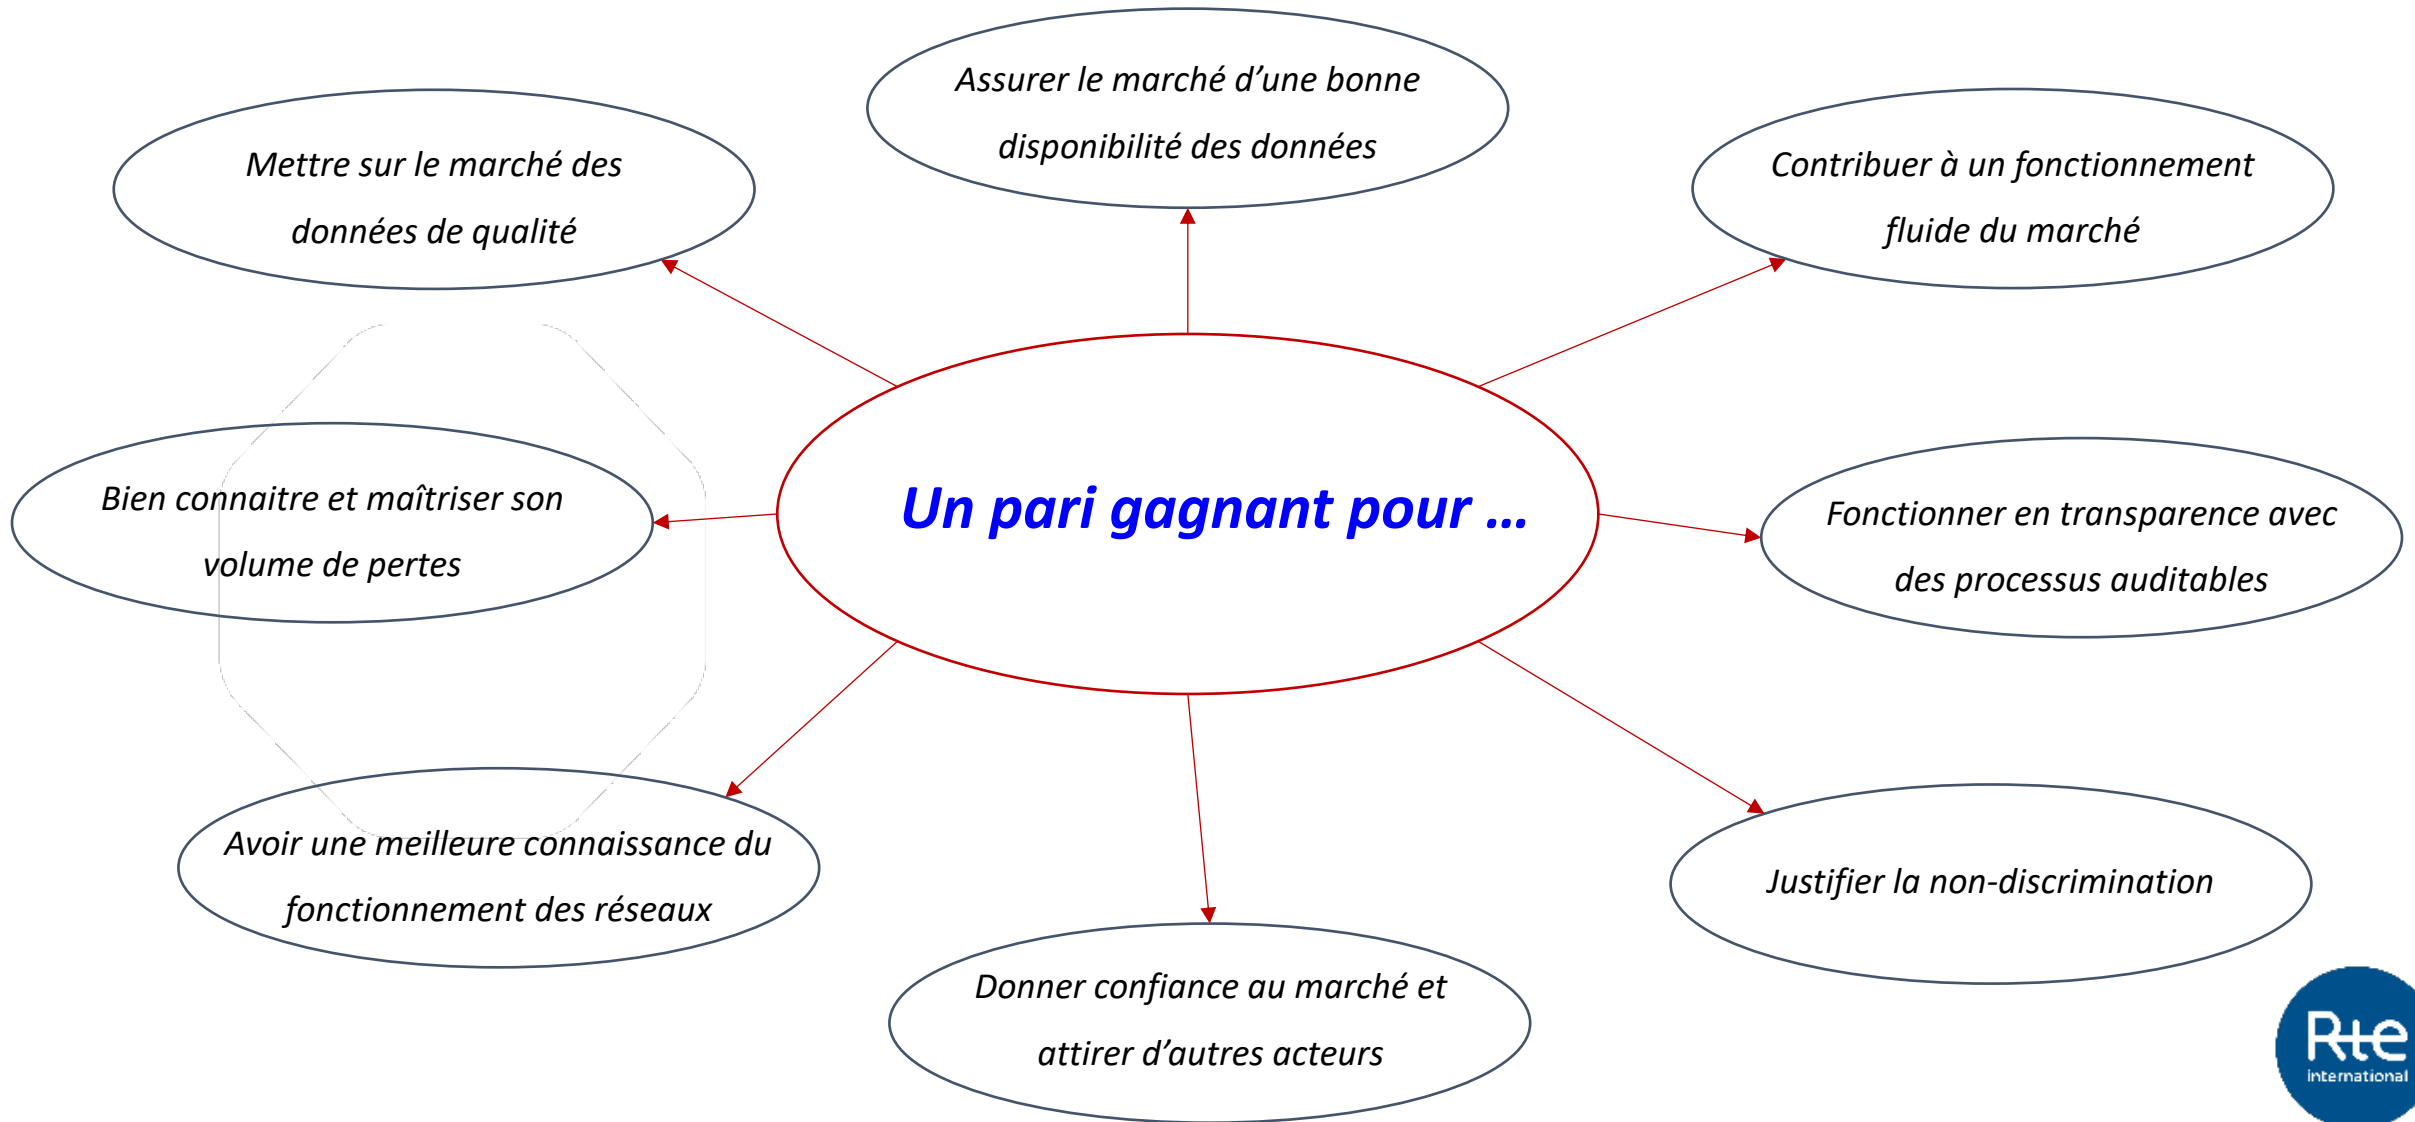 Assurer le marché d’une bonne
disponibilité des données
Mettre sur le marché des
données de qualité
Contribuer à un fonctionnement
fluide du marché
Un pari gagnant pour ...
Bien connaitre et maîtriser son
volume de pertes
Fonctionner en transparence avec
des processus auditables
Avoir une meilleure connaissance du
fonctionnement des réseaux
Justifier la non-discrimination
Donner confiance au marché et
attirer d’autres acteurs
Rte
international